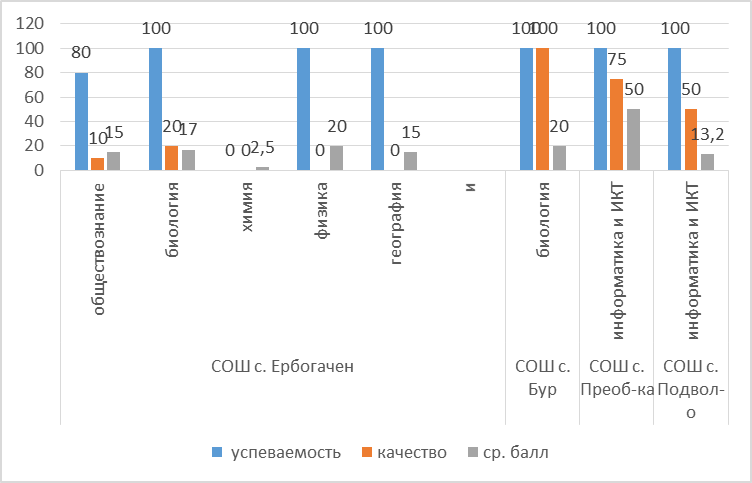 120
100
80
60
40
20
0
80 10 15
100 20 17
0 0 2,5
100 0 20
100 0 15
100 100 20
100 75 50
100 50 13,2
обществознание
биология
химия
физика
география
и
биология
информатика и ИКТ
информатика и ИКТ
СОШ с. Ербогачен
СОШ с.
Бур
СОШ с.
Преоб-ка
СОШ с.
Подвол-
о
успеваемость качество ср. балл